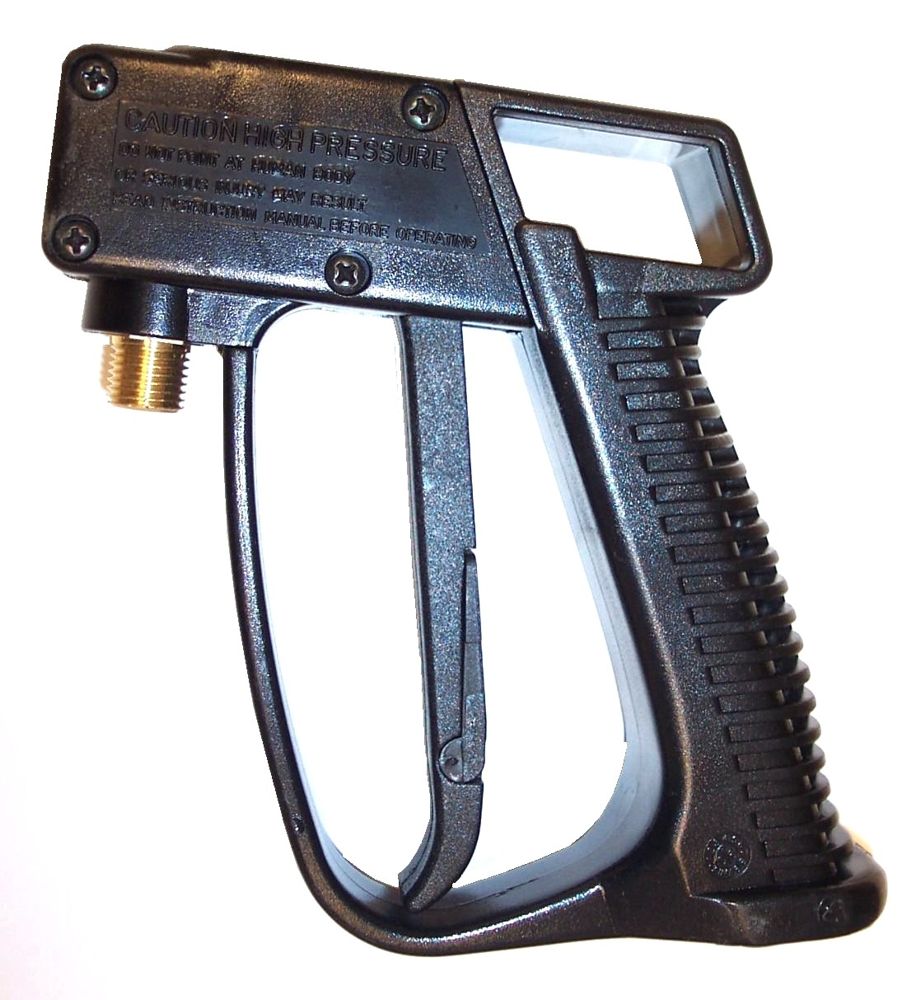 CAUTION HIGH PRESSURE
DO NOT POINT AT HUMAN BODY
OR SERIOUS INJURY MAY RESULT
READ INSTRUCTION MANUAL BEFORE OPERATING